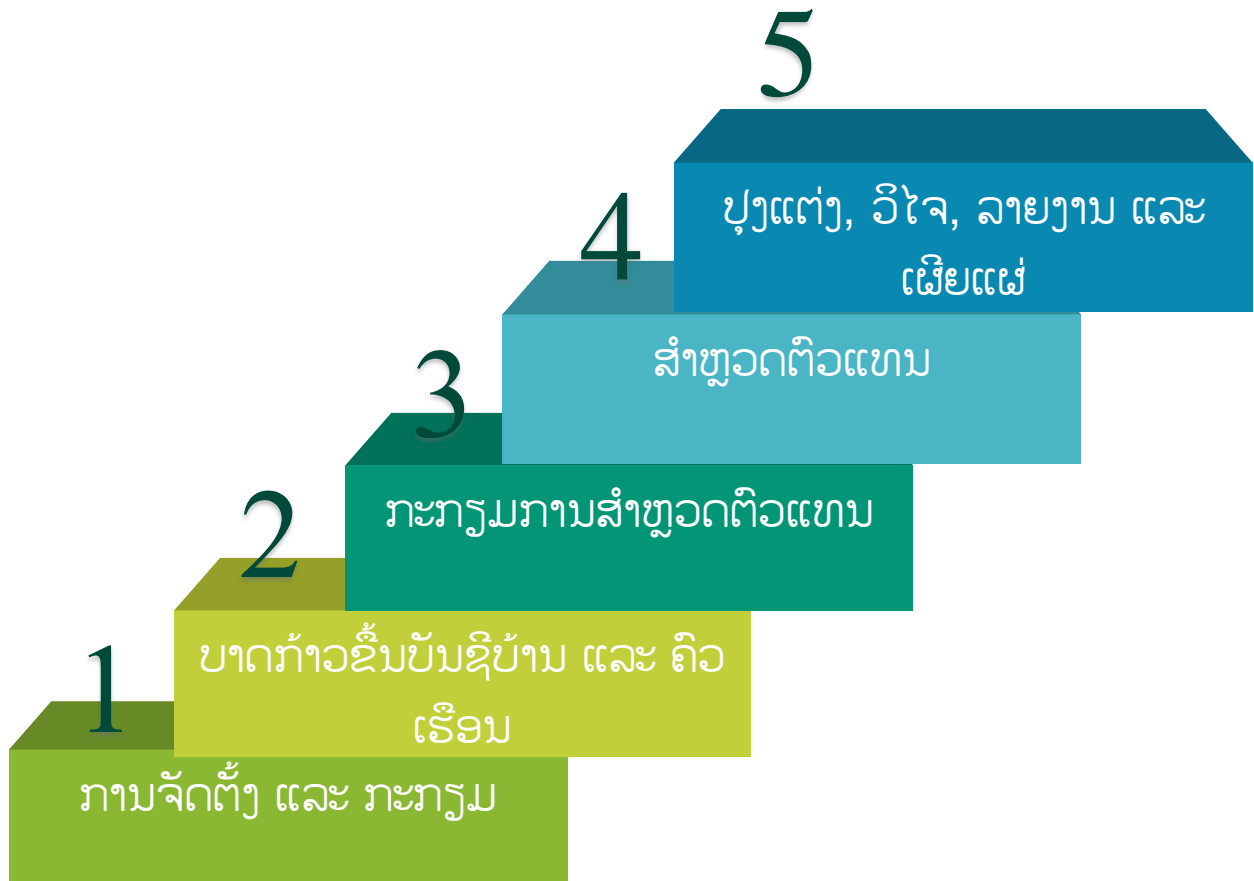 5
ປຸງແຕ່ງ, ວິໄຈ, ລາຍງານ ແລະ
ເຜີຍແຜ່
4
ສຳຫຼວດຕົວແທນ
3
ກະກຽມການສຳຫຼວດຕົວແທນ
2
ບາດກ້າວຂຶ້ນບັນຊີບ້ານ ແລະ ຄົວ
ເຮືອນ
1
ການຈັດຕັ້ງ ແລະ ກະກຽມ